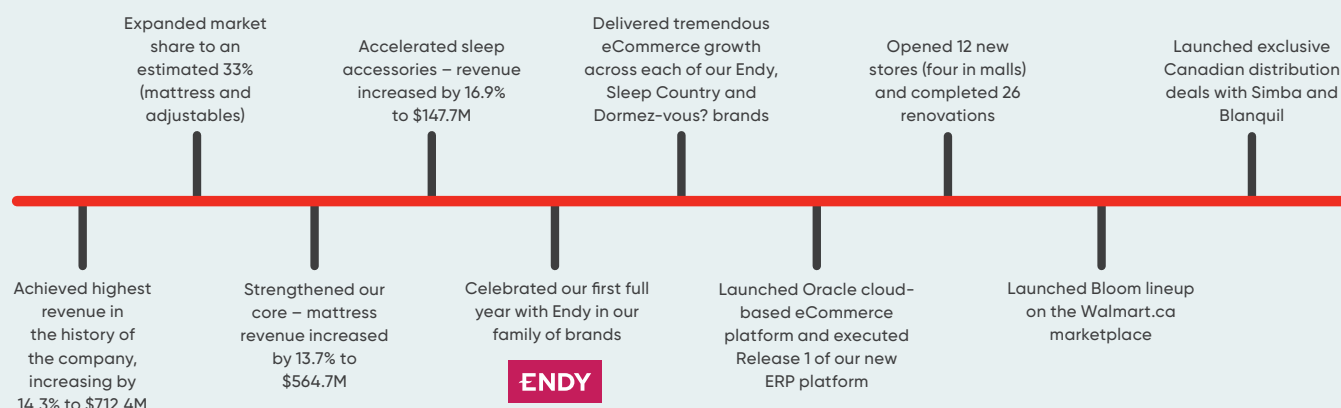 Expanded market
share to an
estimated 33%
(mattress and
adjustables)
Accelerated sleep
accessories – revenue
increased by 16.9%
to $147.7M
Delivered tremendous
eCommerce growth
across each of our Endy,
Sleep Country and
Dormez-vous? brands
Opened 12 new
stores (four in malls)
and completed 26
renovations
Launched exclusive
Canadian distribution
deals with Simba and
Blanquil
Achieved highest
revenue in
the history of
the company,
increasing by
14.3% to $712.4M
Strengthened our
core – mattress
revenue increased
by 13.7% to
$564.7M
Celebrated our first full
year with Endy in our
family of brands
ENDY
Launched Oracle cloud-
based eCommerce
platform and executed
Release 1 of our new
ERP platform
Launched Bloom lineup
on the Walmart.ca
marketplace